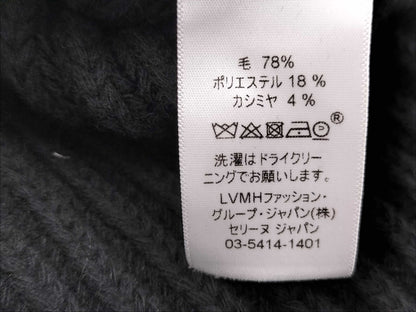 毛 78%
ポリエステル 18 %
カシミヤ 4 %
®
洗濯はドライクリー
ニングでお願いします。
LVMHファッション・
グループ・ジャパン(株)
セリーヌ ジャパン
03-5414-1401